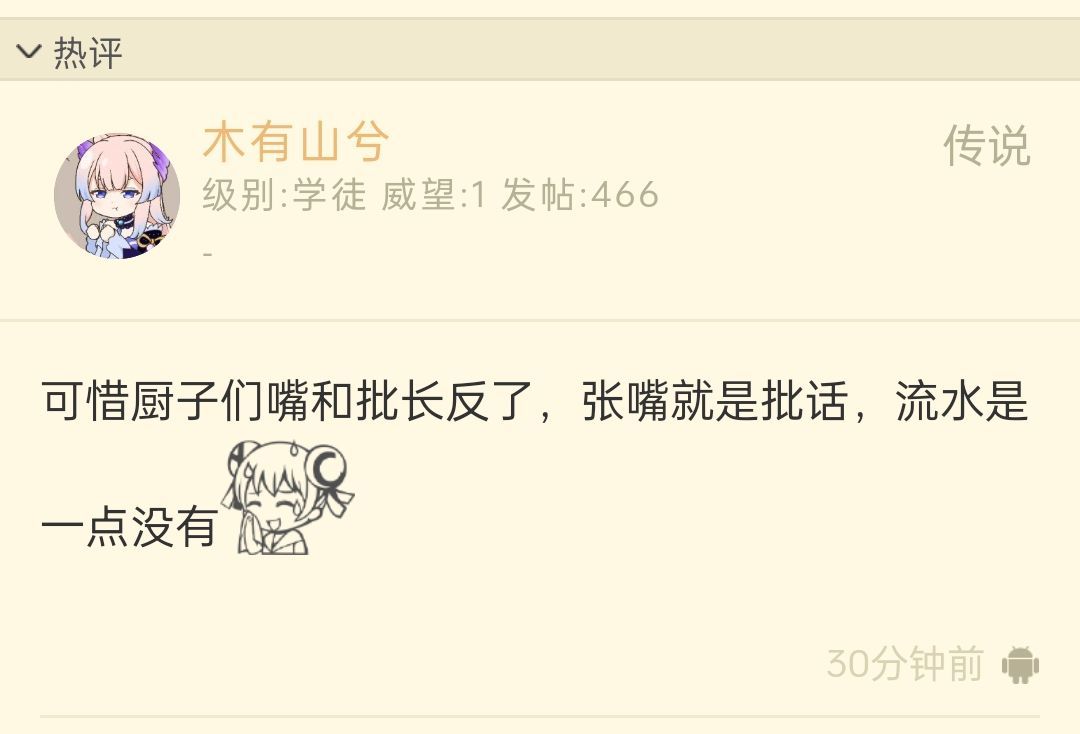 热评
木有山兮
传说
级别:学徒 威望:1 发帖:466
-
可惜厨子们嘴和批长反了，张嘴就是批话，流水是
一点没有
30分钟前